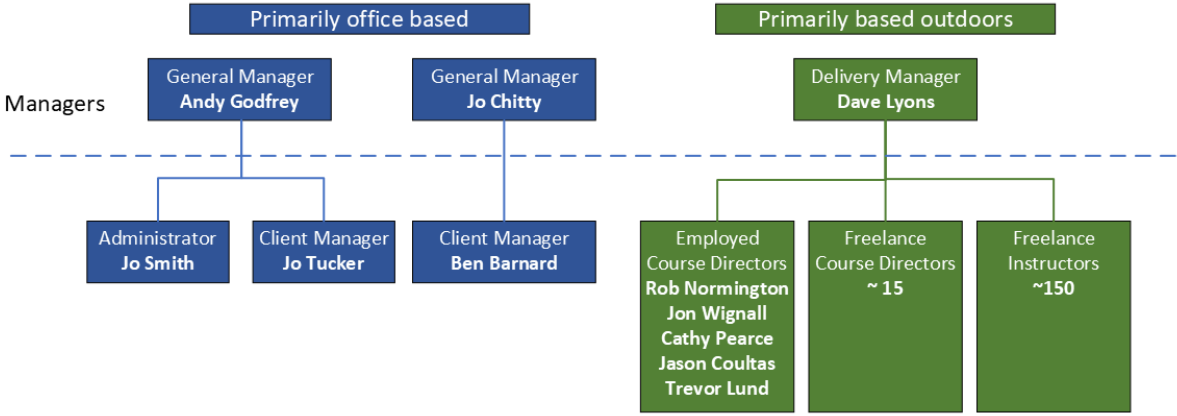 Primarily office based
Primarily based outdoors
Managers
General Manager
Andy Godfrey
General Manager
Jo Chitty
Delivery Manager
Dave Lyons
Administrator
Jo Smith
Client Manager
Jo Tucker
Client Manager
Ben Barnard
Employed
Course Directors
Rob Normington
Jon Wignall
Cathy Pearce
Jason Coultas
Trevor Lund
Freelance
Course Directors
~ 15
Freelance
Instructors
~150